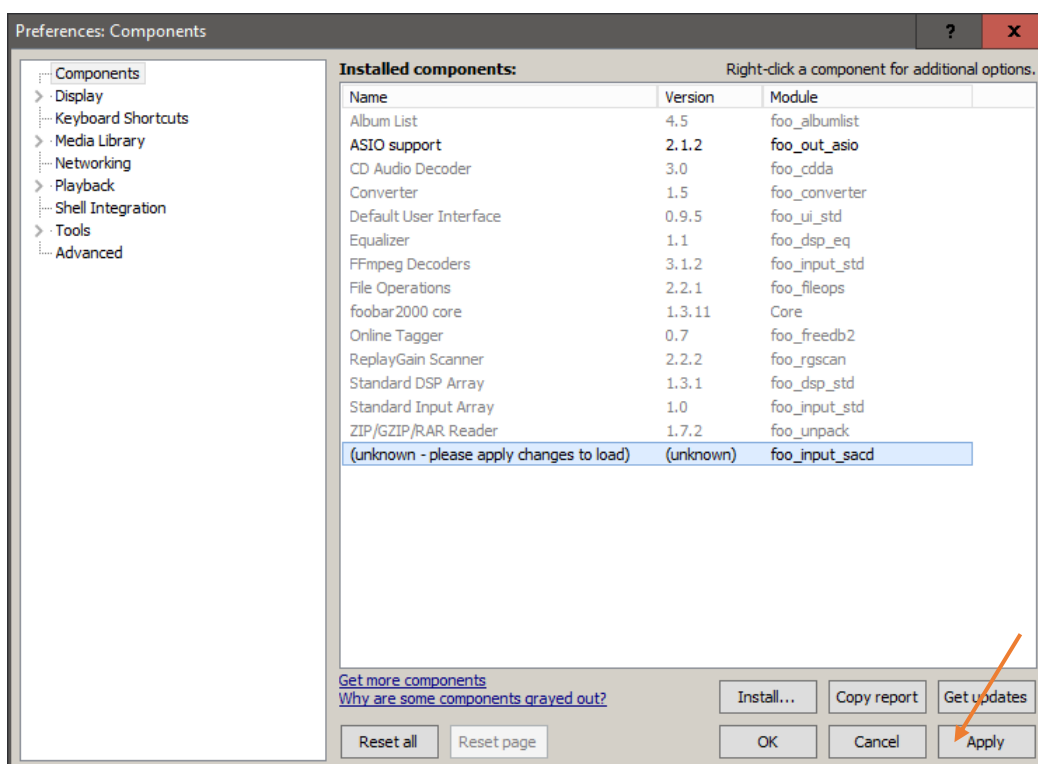 Preferences: Components
?
x
Components
Display
Keyboard Shortcuts
Media Library
Networking
Playback
Shell Integration
Tools
Advanced
Installed components: Right-click a component for additional options.
Name Version Module
Album List 4.5 foo_albumlist
ASIO support 2.1.2 foo_out_asio
CD Audio Decoder 3.0 foo_cdda
Converter 1.5 foo_converter
Default User Interface 0.9.5 foo_ui_std
Equalizer 1.1 foo_dsp_eq
FFmpeg Decoders 3.1.2 foo_input_std
File Operations 2.2.1 foo_fileops
foobar2000 core 1.3.11 Core
Online Tagger 0.7 foo_freedb2
ReplayGain Scanner 2.2.2 foo_rgscan
Standard DSP Array 1.3.1 foo_dsp_std
Standard Input Array 1.0 foo_input_std
ZIP/GZIP/RAR Reader 1.7.2 foo_unpack
(unknown - please apply changes to load) (unknown) foo_input_sacd
Get more components
Why are some components grayed out?
Install... Copy report Get updates
Reset all Reset page OK Cancel Apply